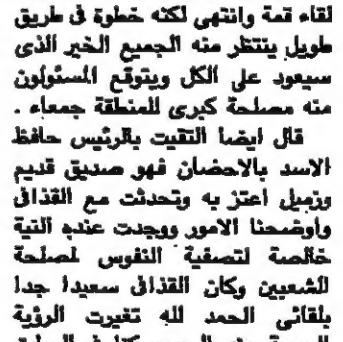 لقاء قمة وانتهى لكنه خطوة فى طريق
طويل ينتظر منه الجميع الخير الذى
سيعود على الكل ويتوقع المسئولون
منه مصلحة كبرى للمنطقة جمعاء .
قال ايضا التقيت بالرئيس حافظ
الاسد بالاحضان فهو صديق قديم
وزميل اعتز به وتحدثت مع القذافى
وأوضحنا الامور ووجدت عنده النية
خالصة لتصفية النفوس لمصلحة
الشعبين وكان القذافى سعيدا جدا
بلقائى الحمد لله تغيرت الرؤية